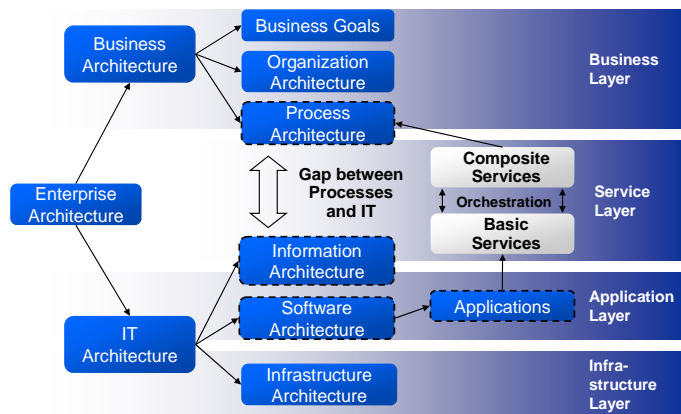 Business Goals
Business
Architecture
Organization
Architecture
Business
Layer
Process
Architecture
Composite
Services
Gap between
Processes
and IT
Orchestration
Service
Layer
Enterprise
Architecture
Basic
Services
Information
Architecture
Software
Architecture
Applications
Application
Layer
IT
Architecture
Infrastructure
Architecture
Infra-
structure
Layer